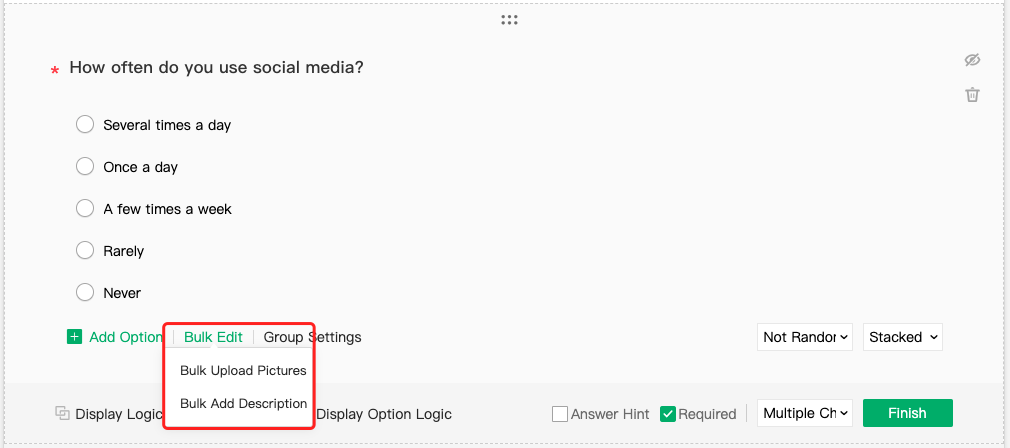 * How often do you use social media?
Several times a day
Once a day
A few times a week
Rarely
Never
Add Option Bulk Edit Group Settings Not Randor Stacked
Bulk Upload Pictures
Bulk Add Description
Display Logic Display Option Logic Answer Hint Required Multiple Ch Finish